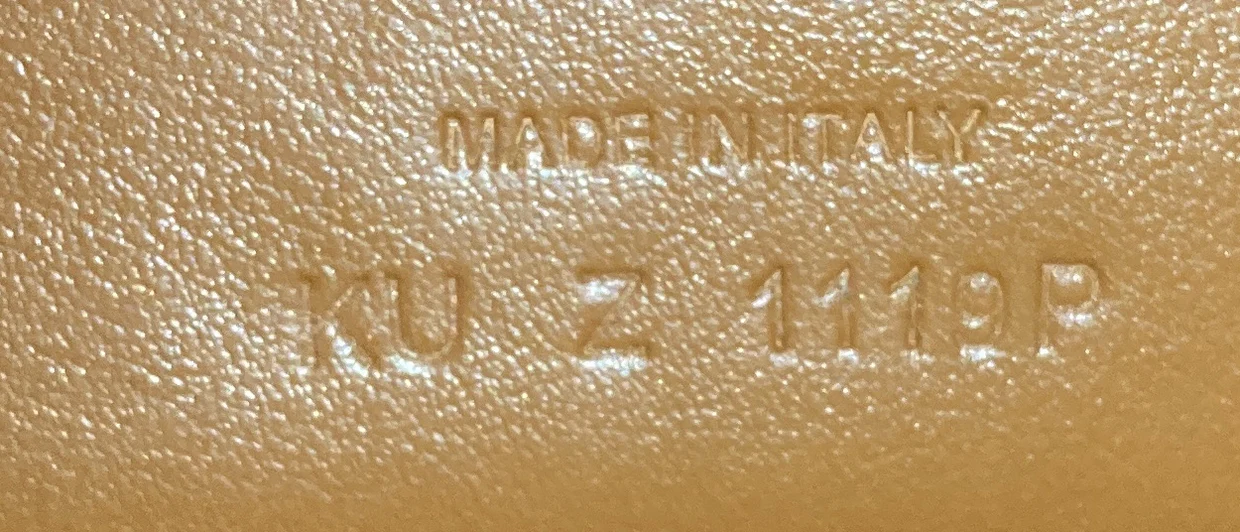 MADE IN ITALY
KU Z 1119P